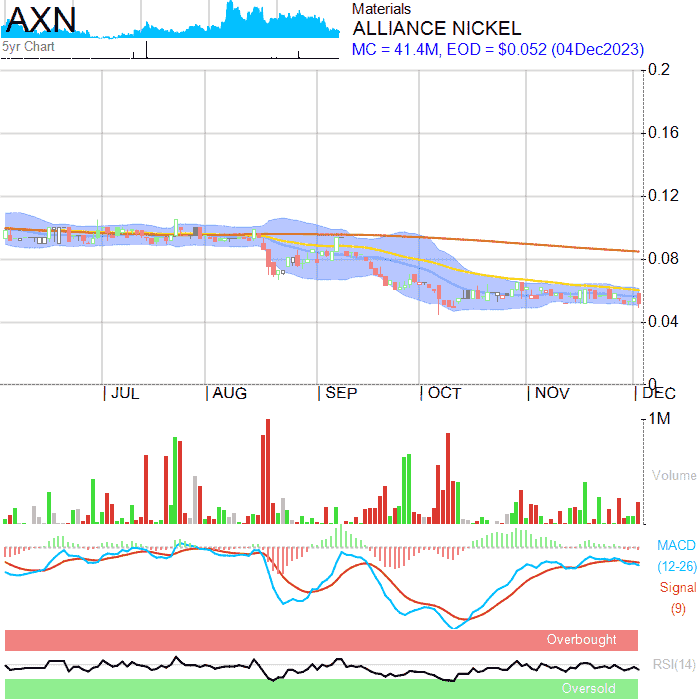 AXN
5yr Chart
Materials
ALLIANCE NICKEL
MC = 41.4M, EOD = $0.052 (04Dec2023)
0.2
0.16
0.12
0.08
0.04
0
JUL AUG SEP OCT NOV DEC
1M
Volume
MACD
(12-26)
Signal
(9)
Overbought
RSI(14)
Oversold